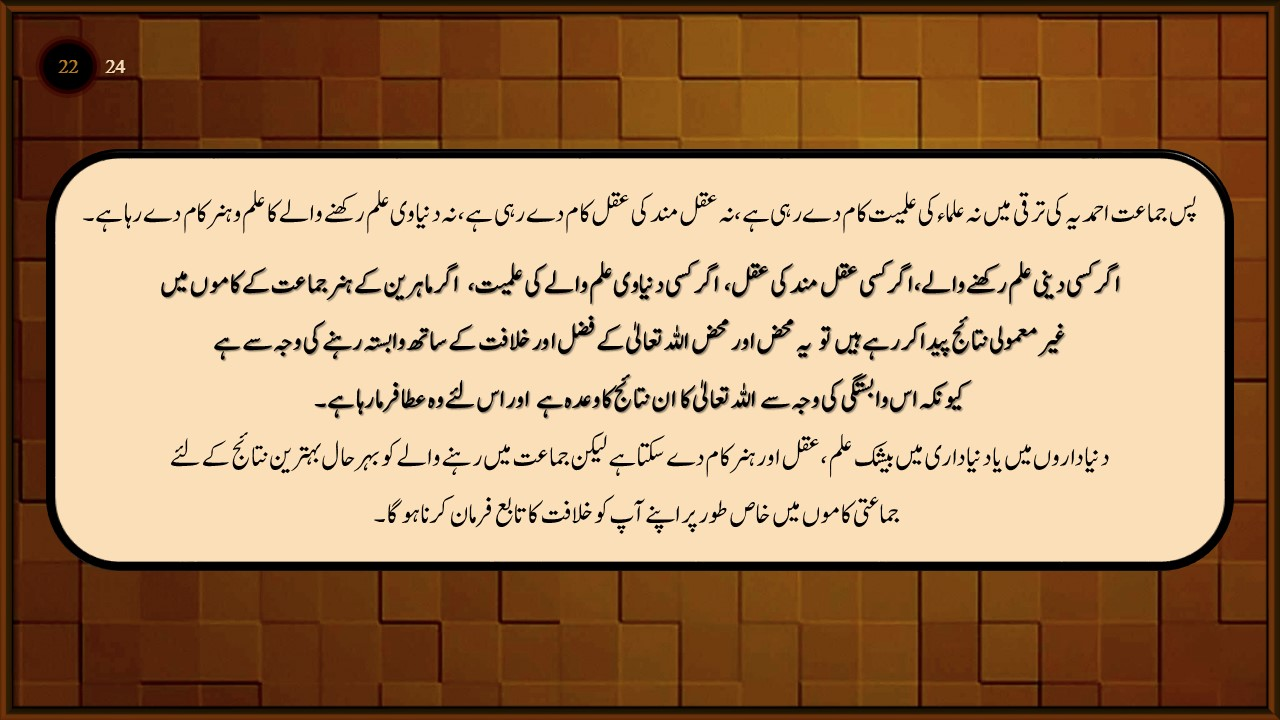 22 24
پس جماعت احمدیہ کی ترقی میں نہ علماء کی علمیت کام دے رہی ہے، نہ عقل مند کی عقل کام دے رہی ہے، نہ دنیاوی علم رکھنے والے کا علم و ہنر کام دے رہا ہے۔
اگر کسی دینی علم رکھنے والے، اگر کسی عقل مند کی عقل، اگر کسی دنیاوی علم والے کی علمیت، اگر ماہرین کے ہنر جماعت کے کاموں میں
غیر معمولی نتائج پیدا کر رہے ہیں تو یہ محض اور محض اللہ تعالیٰ کے فضل اور خلافت کے ساتھ وابستہ رہنے کی وجہ سے ہے
کیونکہ اس وابستگی کی وجہ سے اللہ تعالیٰ کا ان نتائج کا وعدہ ہے اور اس لئے وہ عطا فرما رہا ہے۔
دنیا داروں میں یا دنیا داری میں بیشک علم، عقل اور ہنر کام دے سکتا ہے لیکن جماعت میں رہنے والے کو بہر حال بہترین نتائج کے لئے
جماعتی کاموں میں خاص طور پر اپنے آپ کو خلافت کا تابع فرمان کرنا ہو گا۔